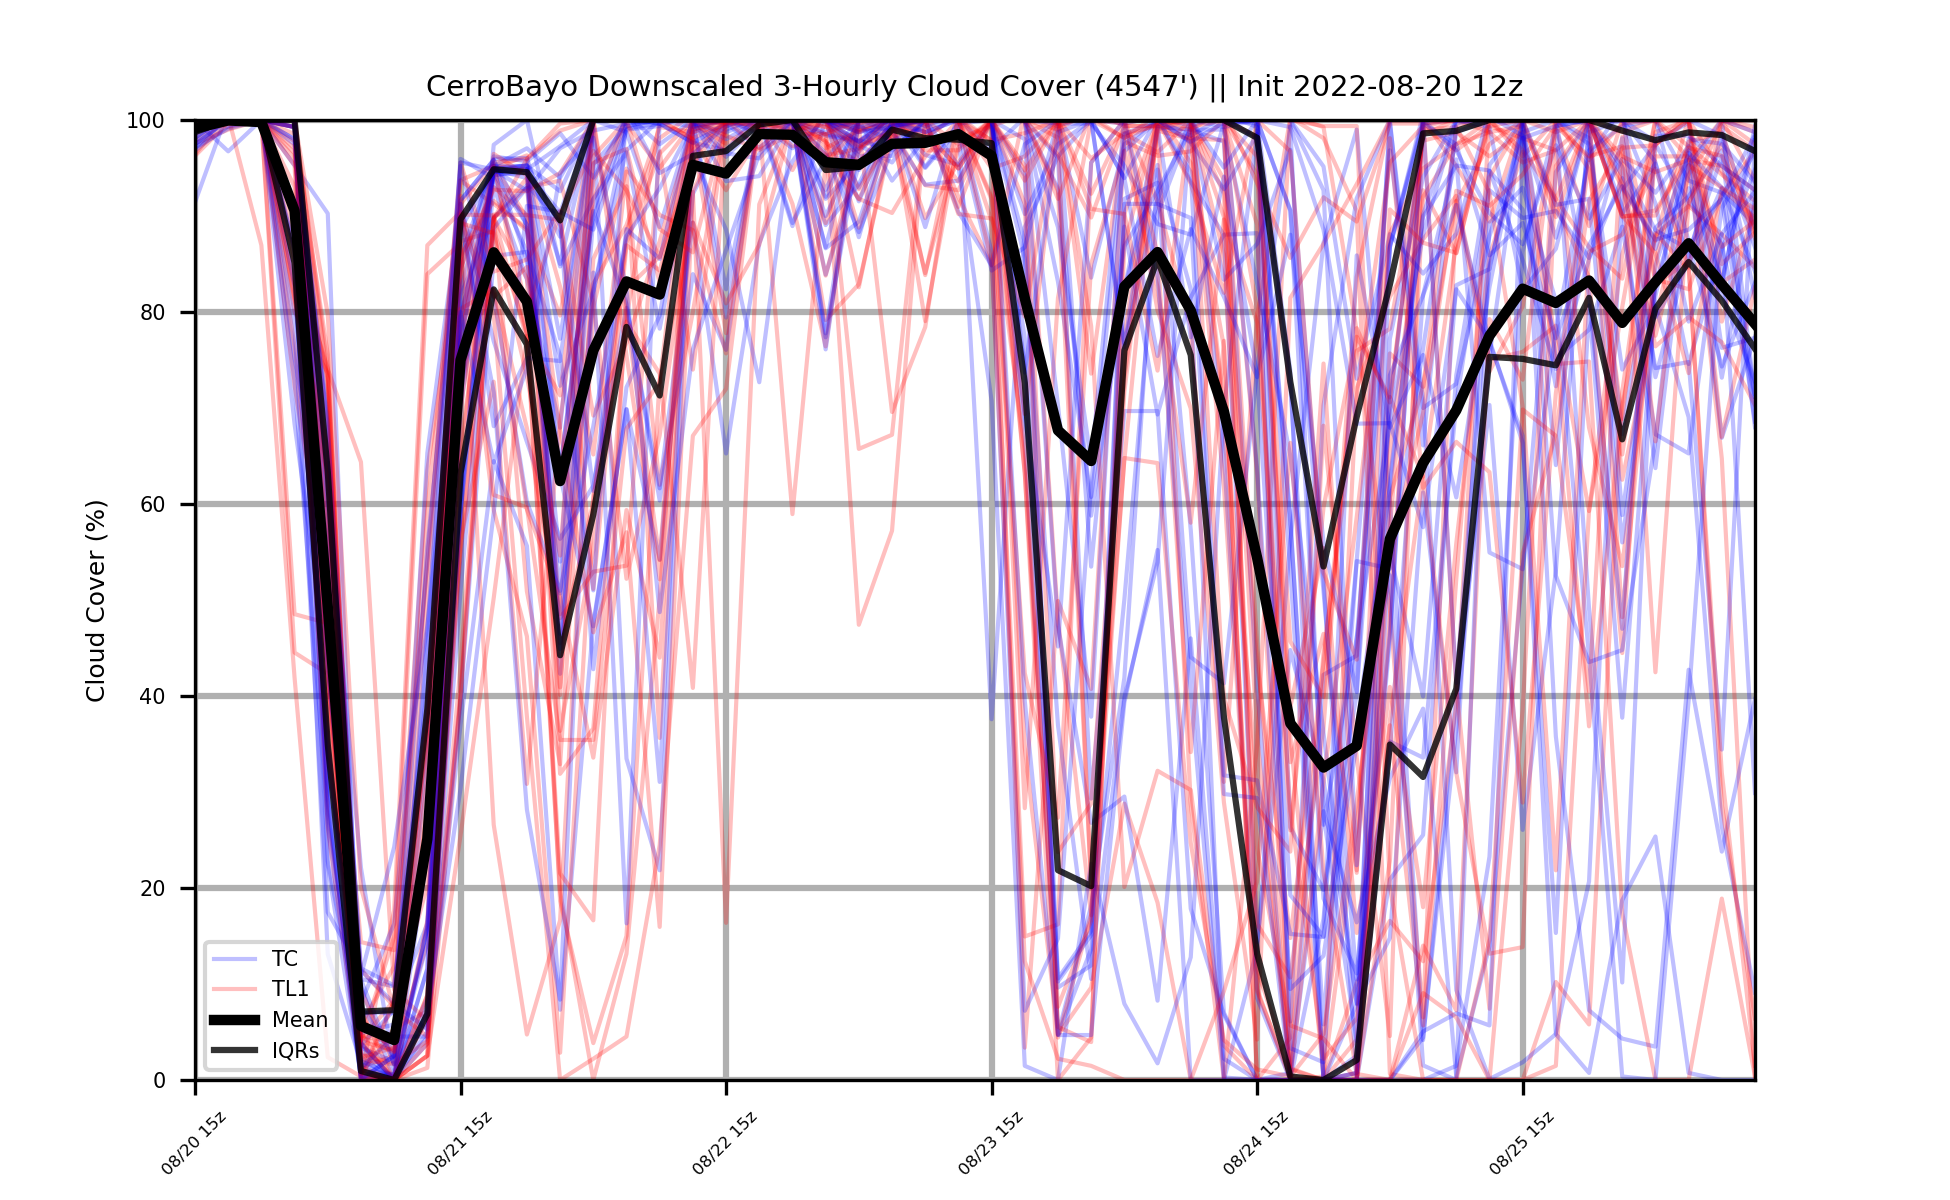 CerroBayo Downscaled 3-Hourly Cloud Cover (4547') || Init 2022-08-20 12z
Cloud Cover (%)
100
80
60
40
20
0
TC
TL1
Mean
IQRs
08/20 15z
08/21 15z
08/22 15z
08/23 15z
08/24 15z
08/25 15z